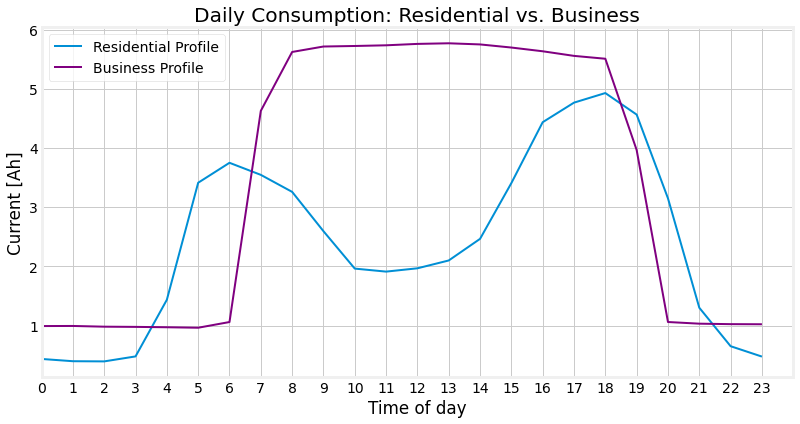 Daily Consumption: Residential vs. Business
Residential Profile
Business Profile
Current [Ah]
6
5
4
3
2
1
0 1 2 3 4 5 6 7 8 9 10 11 12 13 14 15 16 17 18 19 20 21 22 23
Time of day